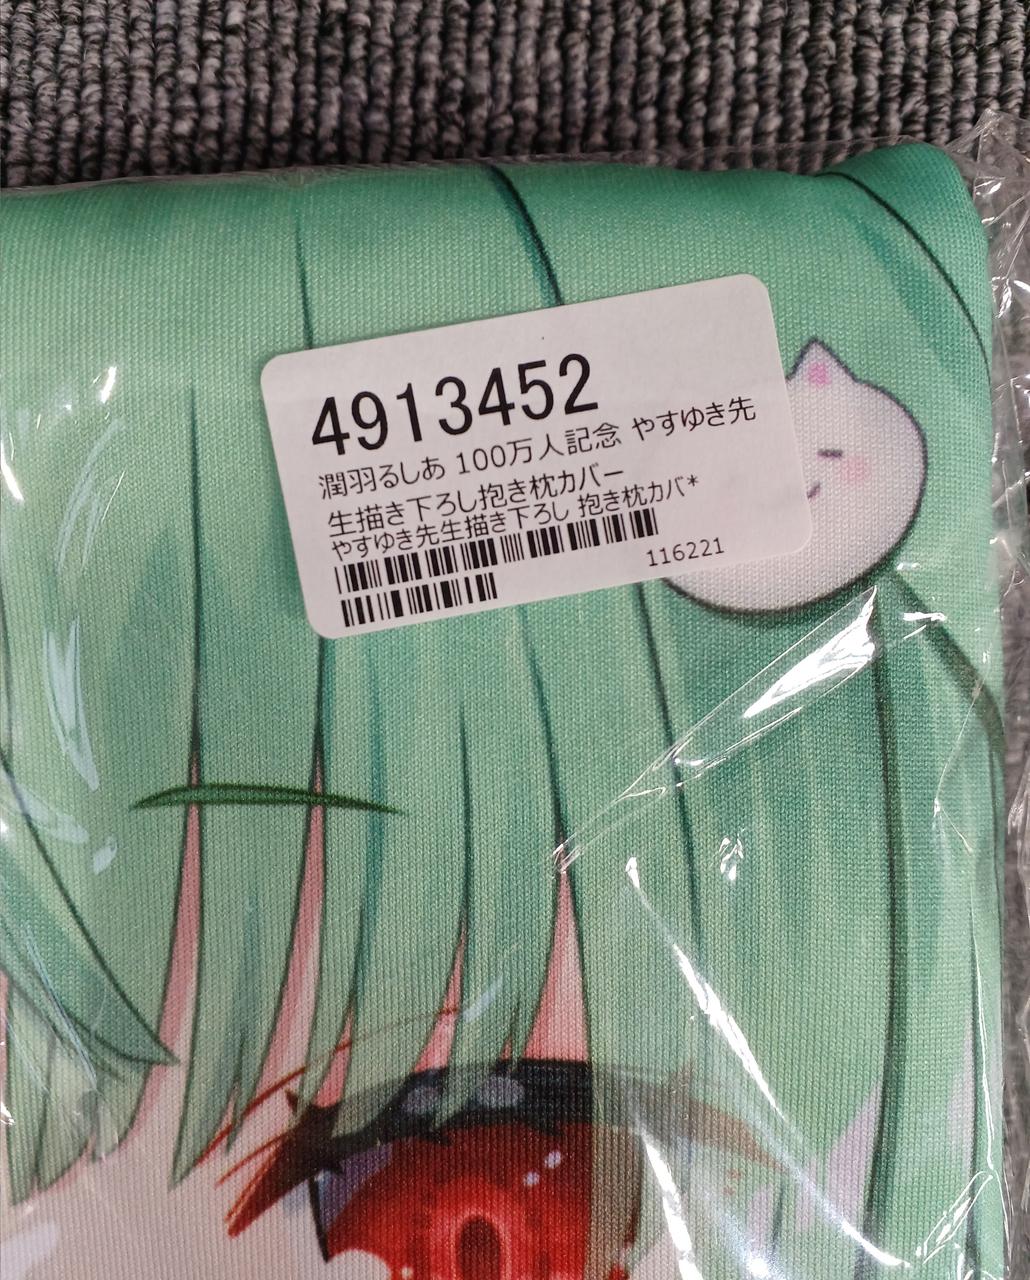 4913452
潤羽るしあ 100万人記念 やすゆき先
生描き下ろし抱き枕カバー
やすゆき先生描き下ろし 抱き枕カバ*
116221